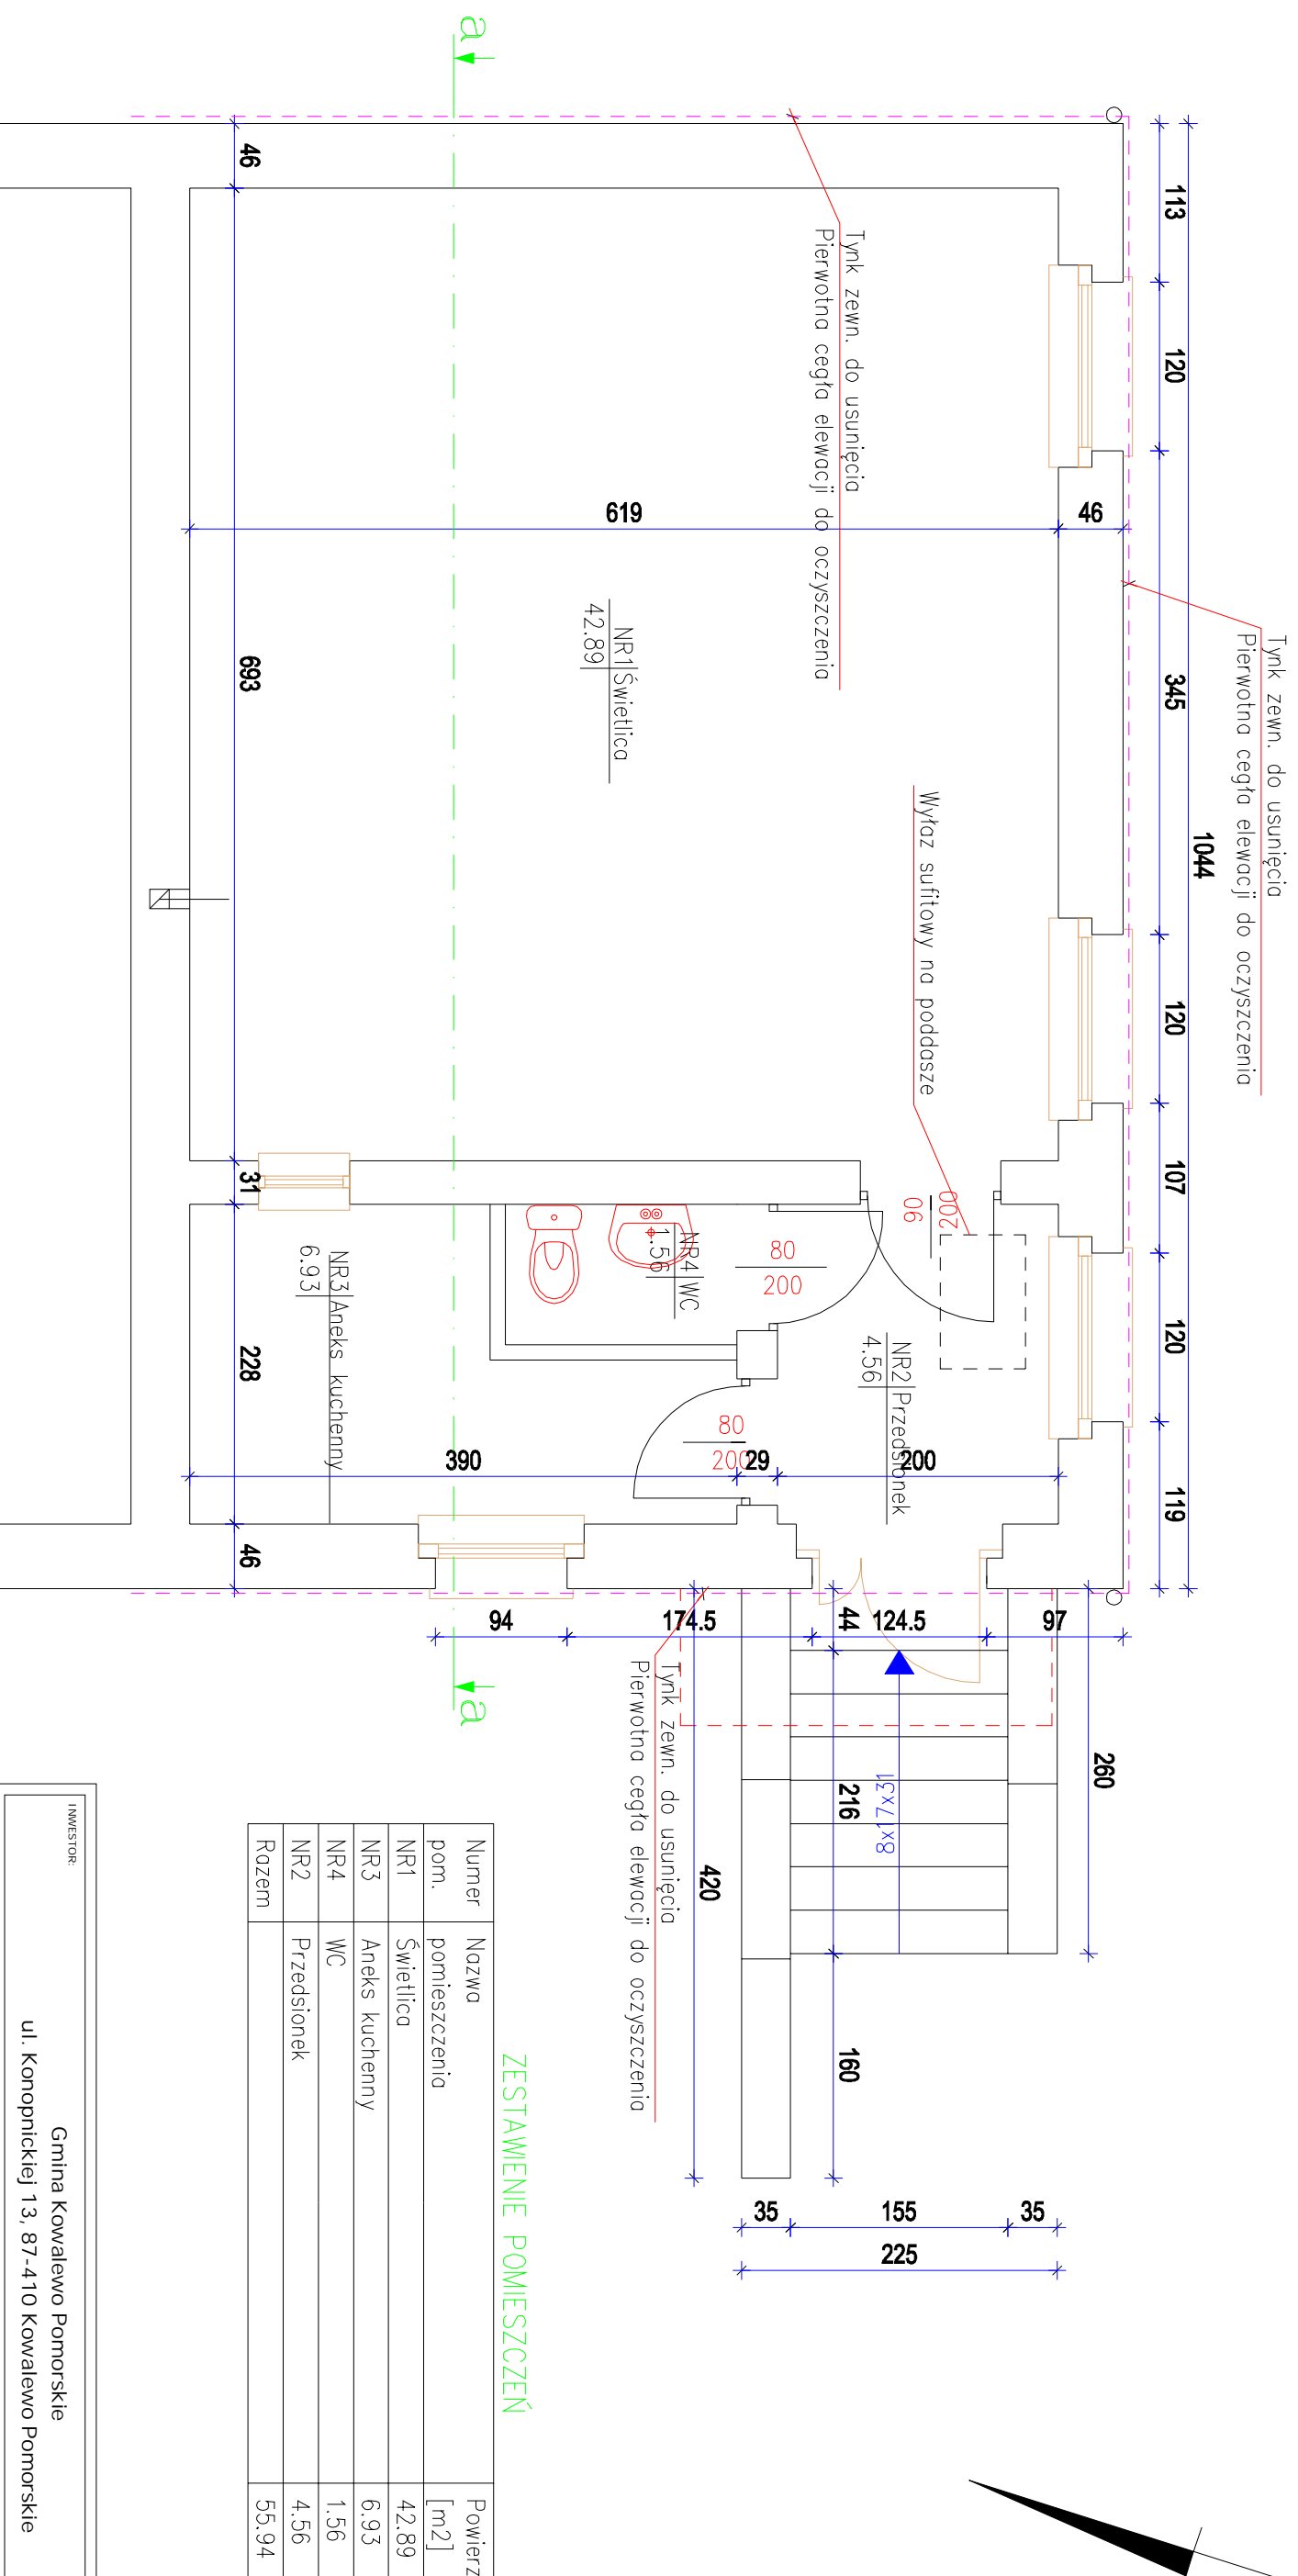 Tynk zewn. do usunięcia
Pierwotna cegła elewacji do oczyszczenia
1044
113
120
345
120
107
120
119
Tynk zewn. do usunięcia
Pierwotna cegła elewacji do oczyszczenia
46
619
Wyłaz sufitowy na poddasze
NR1 Świetlica
42.89
90
200
80
200
NR2 Przedsionek
4.56
NR4 WC
1.56
80
200
29
200
390
NR3 Aneks kuchenny
6.93
46
693
31
228
46
a
a
94
174.5
124.5
97
44
216
160
260
420
8x17x31
35
155
35
225
Tynk zewn. do usunięcia
Pierwotna cegła elewacji do oczyszczenia
ZESTAWIENIE POMIESZCZEŃ
Numer pom. Nazwa pomieszczenia [m2]
NR1 Świetlica 42.89
NR3 Aneks kuchenny 6.93
NR4 WC 1.56
NR2 Przedsionek 4.56
Razem 55.94
INWESTOR:
Gmina Kowalewo Pomorskie
ul. Konopnickiej 13, 87-410 Kowalewo Pomorskie